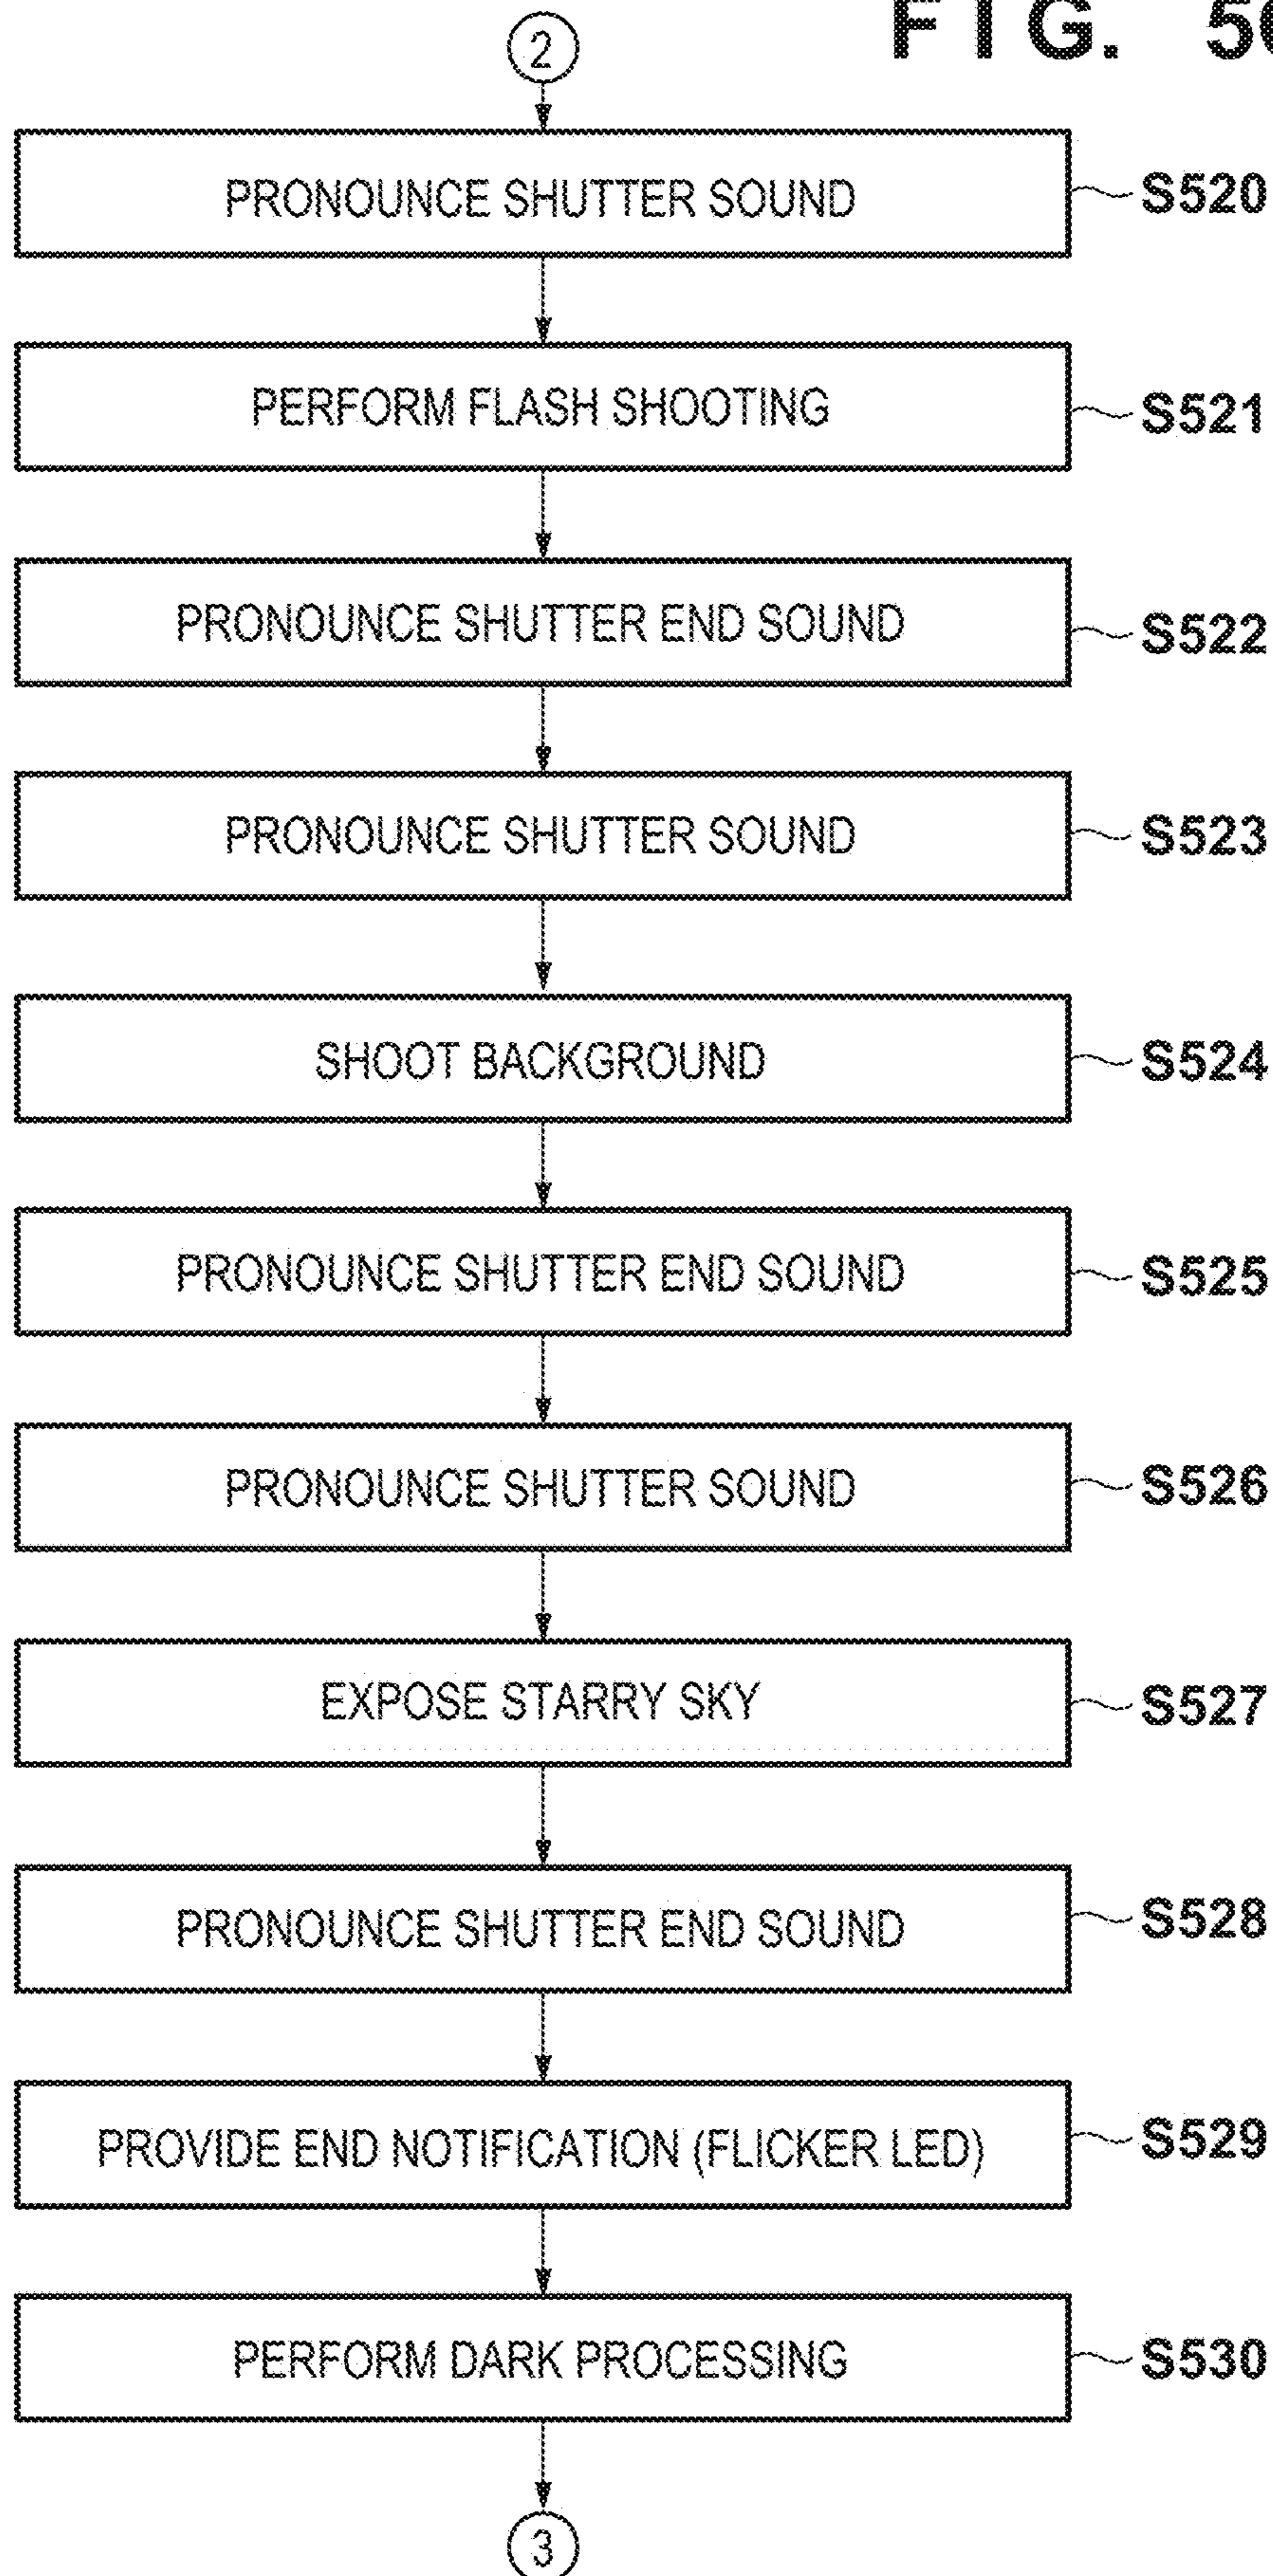 FIG. 5
2
PRONOUNCE SHUTTER SOUND S520
PERFORM FLASH SHOOTING S521
PRONOUNCE SHUTTER END SOUND S522
PRONOUNCE SHUTTER SOUND S523
SHOOT BACKGROUND S524
PRONOUNCE SHUTTER END SOUND S525
PRONOUNCE SHUTTER SOUND S526
EXPOSE STARRY SKY S527
PRONOUNCE SHUTTER END SOUND S528
PROVIDE END NOTIFICATION (FLICKER LED) S529
PERFORM DARK PROCESSING S530
3